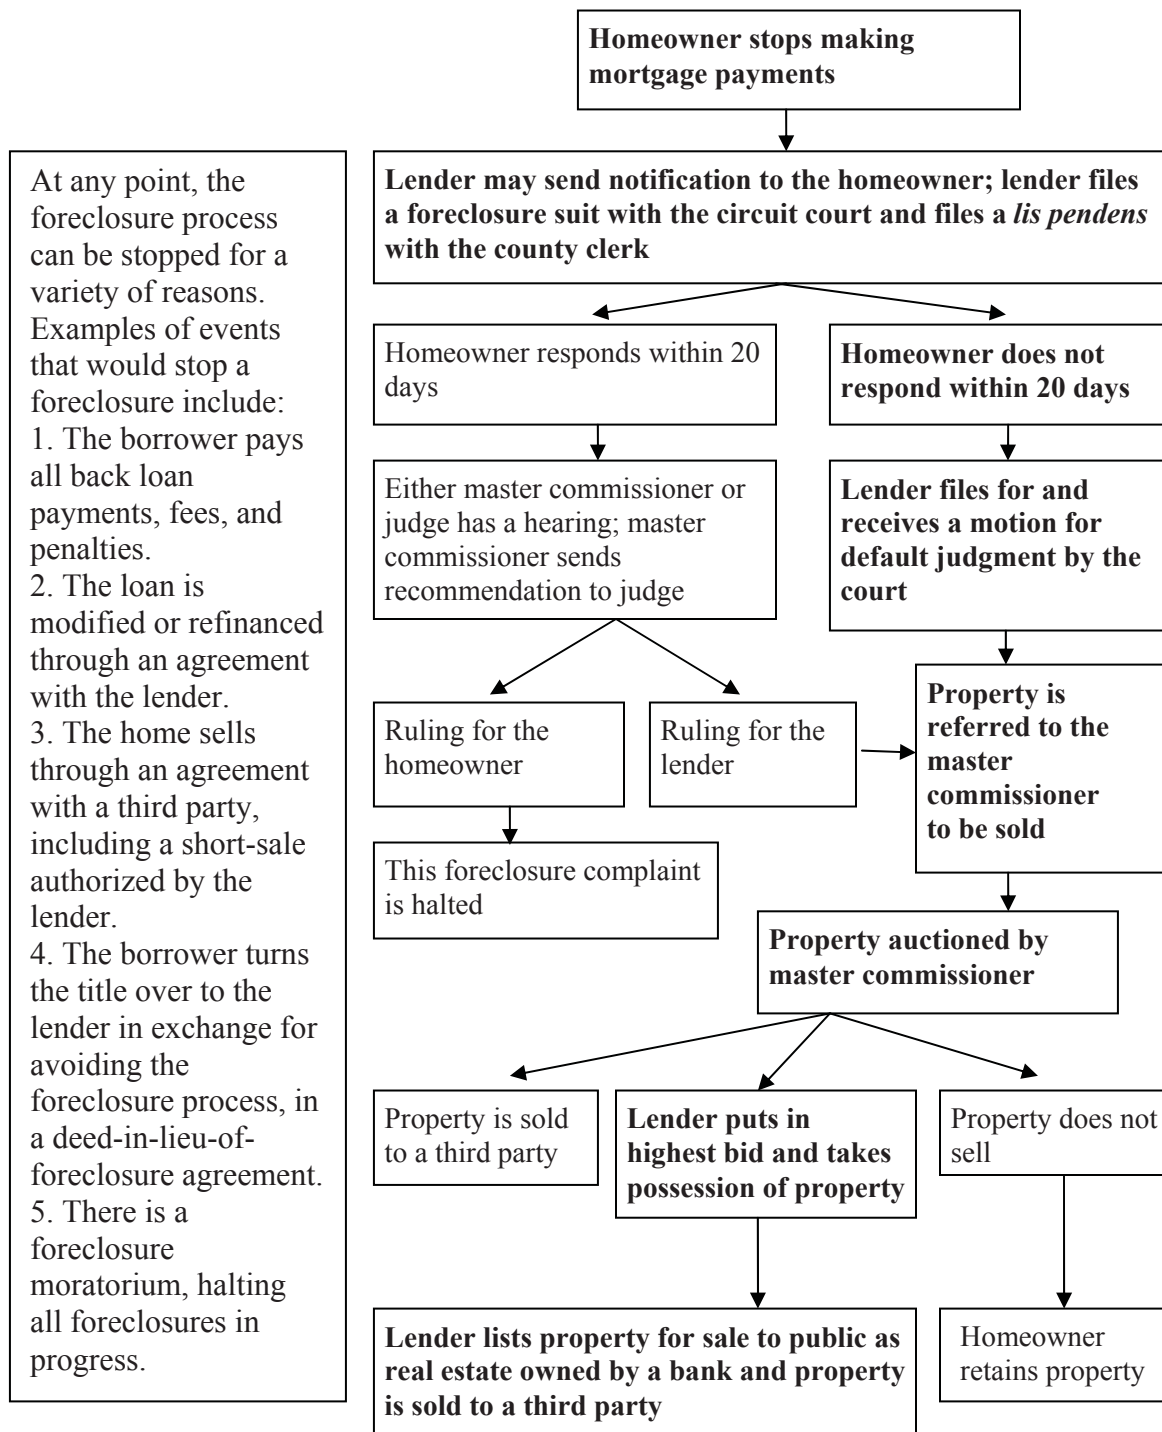 Homeowner stops making
mortgage payments
At any point, the
foreclosure process
can be stopped for a
variety of reasons.
Examples of events
that would stop a
foreclosure include:
1. The borrower pays
all back loan
payments, fees, and
penalties.
2. The loan is
modified or refinanced
through an agreement
with the lender.
3. The home sells
through an agreement
with a third party,
including a short-sale
authorized by the
lender.
4. The borrower turns
the title over to the
lender in exchange for
avoiding the
foreclosure process, in
a deed-in-lieu-of-
foreclosure agreement.
5. There is a
foreclosure
moratorium, halting
all foreclosures in
progress.
Lender may send notification to the homeowner; lender files
a foreclosure suit with the circuit court and files a lis pendens
with the county clerk
Homeowner responds within 20
days
Homeowner does not
respond within 20 days
Either master commissioner or
judge has a hearing; master
commissioner sends
recommendation to judge
Lender files for and
receives a motion for
default judgment by the
court
Ruling for the
homeowner
Ruling for the
lender
Property is
referred to the
master
commissioner
to be sold
This foreclosure complaint
is halted
Property auctioned by
master commissioner
Property is sold
to a third party
Lender puts in
highest bid and takes
possession of property
Property does not
sell
Lender lists property for sale to public as
real estate owned by a bank and property
is sold to a third party
Homeowner
retains property